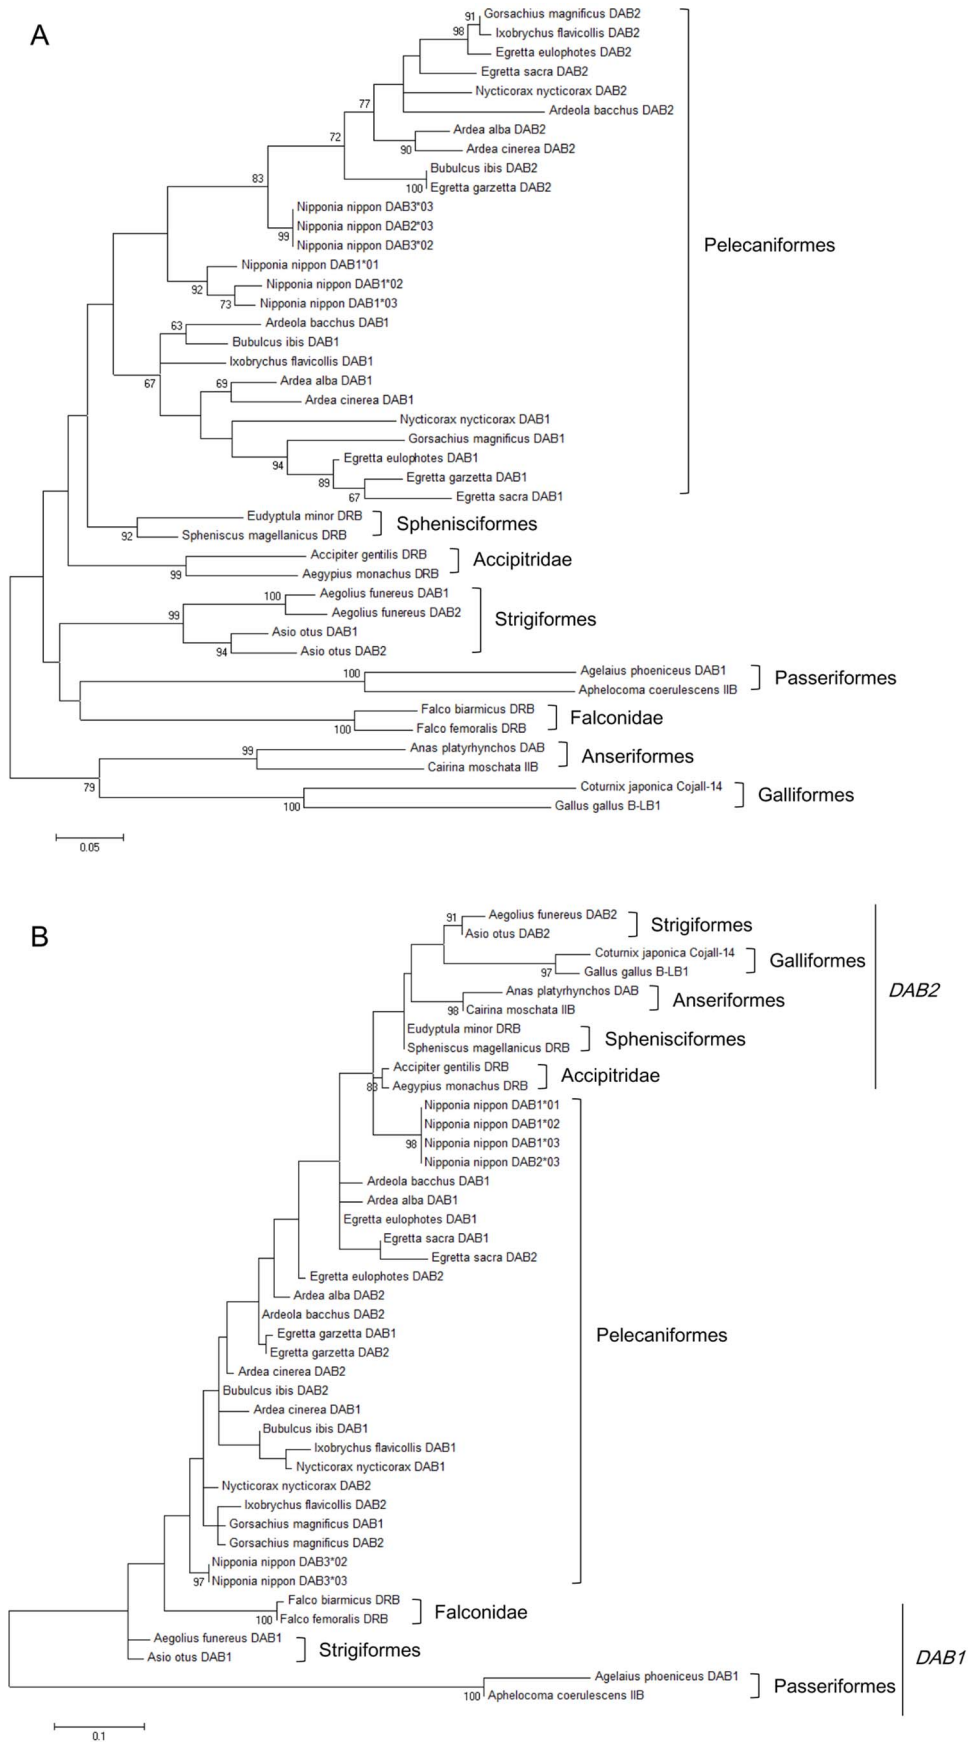 A
91
Gorsachius magnificus DAB2
98
Ixobrychus flavicollis DAB2
Egretta eulophotes DAB2
Egretta sacra DAB2
Nycticorax nycticorax DAB2
77
Ardeola bacchus DAB2
Ardea alba DAB2
72
90
Ardea cinerea DAB2
Bubulcus ibis DAB2
83
100
Egretta garzetta DAB2
Nipponia nippon DAB3*03
Nipponia nippon DAB2*03
99
Nipponia nippon DAB3*02
Pelecaniformes
Nipponia nippon DAB1*01
92
Nipponia nippon DAB1*02
73
Nipponia nippon DAB1*03
63
Ardeola bacchus DAB1
Bubulcus ibis DAB1
Ixobrychus flavicollis DAB1
67
69
Ardea alba DAB1
Ardea cinerea DAB1
Nycticorax nycticorax DAB1
Gorsachius magnificus DAB1
94
Egretta eulophotes DAB1
89
Egretta garzetta DAB1
67
Egretta sacra DAB1
Eudyptula minor DRB
Sphenisciformes
92
Spheniscus magellanicus DRB
Accipiter gentilis DRB
Accipitridae
99
Aegypius monachus DRB
100
Aegolius funereus DAB1
99
Aegolius funereus DAB2
Strigiformes
Asio otus DAB1
94
Asio otus DAB2
100
Agelaius phoeniceus DAB1
Passeriformes
Aphelocoma coerulescens IIB
Falco biarmicus DRB
Falconidae
100
Falco femoralis DRB
99
Anas platyrhynchos DAB
Anseriformes
Cairina moschata IIB
79
Coturnix japonica Cojall-14
Galliformes
100
Gallus gallus B-LB1
0.05
B
91
Aegolius funereus DAB2
Strigiformes
Asio otus DAB2
Coturnix japonica Cojall-14
Galliformes
97
Gallus gallus B-LB1
DAB2
Anas platyrhynchos DAB
Anseriformes
98
Cairina moschata IIB
Eudyptula minor DRB
Sphenisciformes
Spheniscus magellanicus DRB
Accipiter gentilis DRB
Accipitridae
83
Aegypius monachus DRB
Nipponia nippon DAB1*01
Nipponia nippon DAB1*02
98
Nipponia nippon DAB1*03
Nipponia nippon DAB2*03
Ardeola bacchus DAB1
Ardea alba DAB1
Egretta eulophotes DAB1
Egretta sacra DAB1
Egretta sacra DAB2
Egretta eulophotes DAB2
Ardea alba DAB2
Ardeola bacchus DAB2
Egretta garzetta DAB1
Pelecaniformes
Egretta garzetta DAB2
Ardea cinerea DAB2
Bubulcus ibis DAB2
Ardea cinerea DAB1
Bubulcus ibis DAB1
Ixobrychus flavicollis DAB1
Nycticorax nycticorax DAB1
Nycticorax nycticorax DAB2
Ixobrychus flavicollis DAB2
Gorsachius magnificus DAB1
Gorsachius magnificus DAB2
Nipponia nippon DAB3*02
97
Nipponia nippon DAB3*03
Falco biarmicus DRB
Falconidae
100
Falco femoralis DRB
Aegolius funereus DAB1
Strigiformes
Asio otus DAB1
DAB1
Agelaius phoeniceus DAB1
Passeriformes
100
Aphelocoma coerulescens IIB
0.1